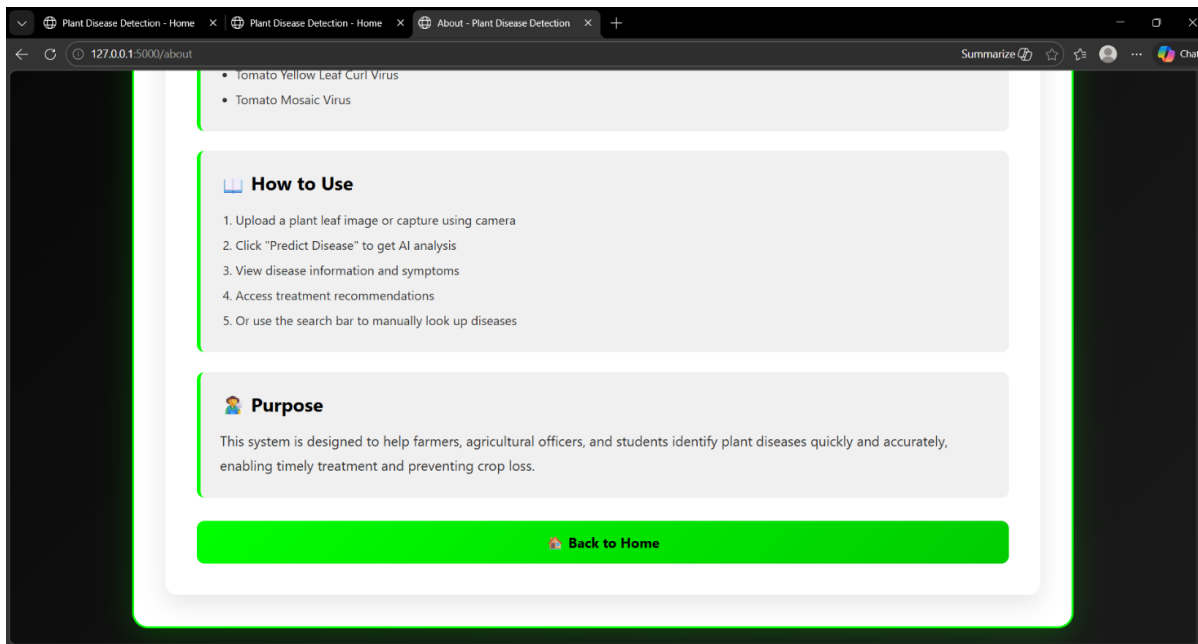 Plant Disease Detection - Home
Plant Disease Detection - Home
About - Plant Disease Detection
127.0.0.1:5000/about
Summarize
Chat
• Tomato Yellow Leaf Curl Virus
• Tomato Mosaic Virus
How to Use
1. Upload a plant leaf image or capture using camera
2. Click "Predict Disease" to get AI analysis
3. View disease information and symptoms
4. Access treatment recommendations
5. Or use the search bar to manually look up diseases
Purpose
This system is designed to help farmers, agricultural officers, and students identify plant diseases quickly and accurately,
enabling timely treatment and preventing crop loss.
Back to Home